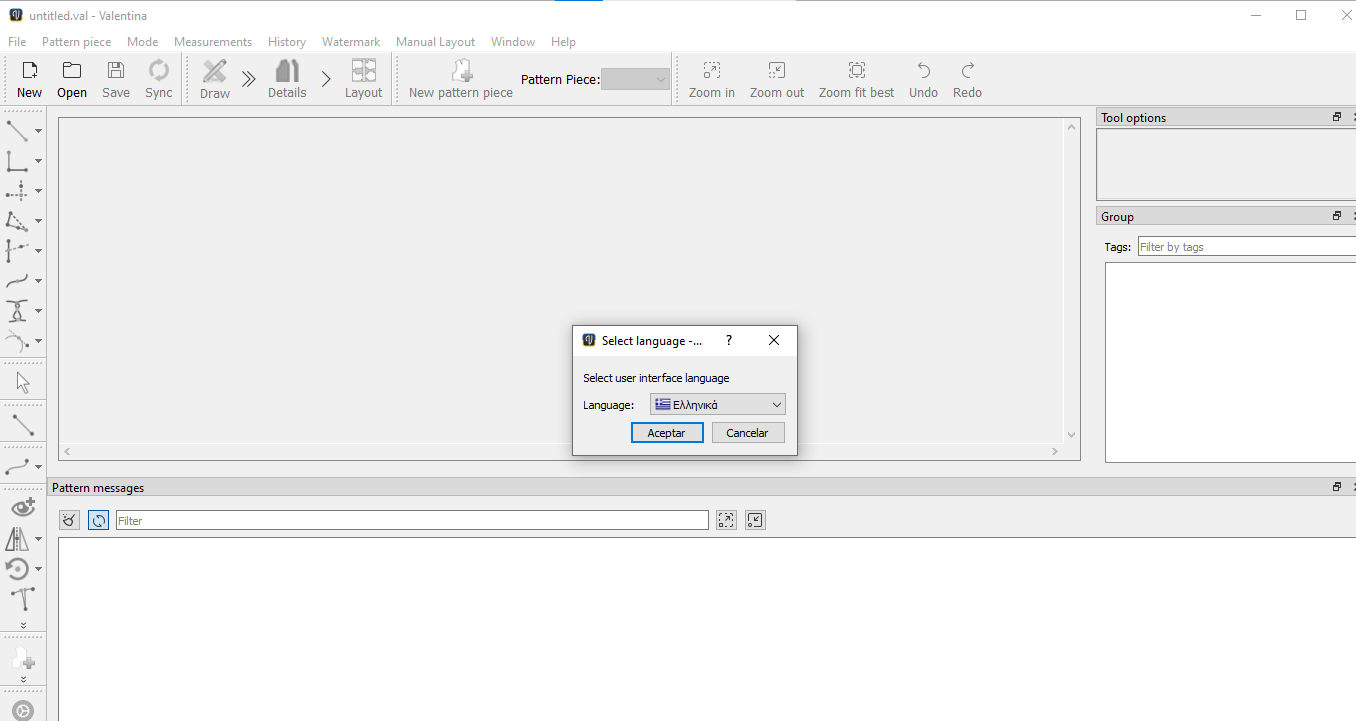 untitled.val - Valentina
File Pattern piece Mode Measurements History Watermark Manual Layout Window Help
New Open Save Sync Draw Details Layout New pattern piece Pattern Piece: Zoom in Zoom out Zoom fit best Undo Redo
Tool options
Group
Tags: Filter by tags
Select language -... ?
Select user interface language
Language: Ελληνικά
Aceptar Cancelar
Pattern messages
Filter